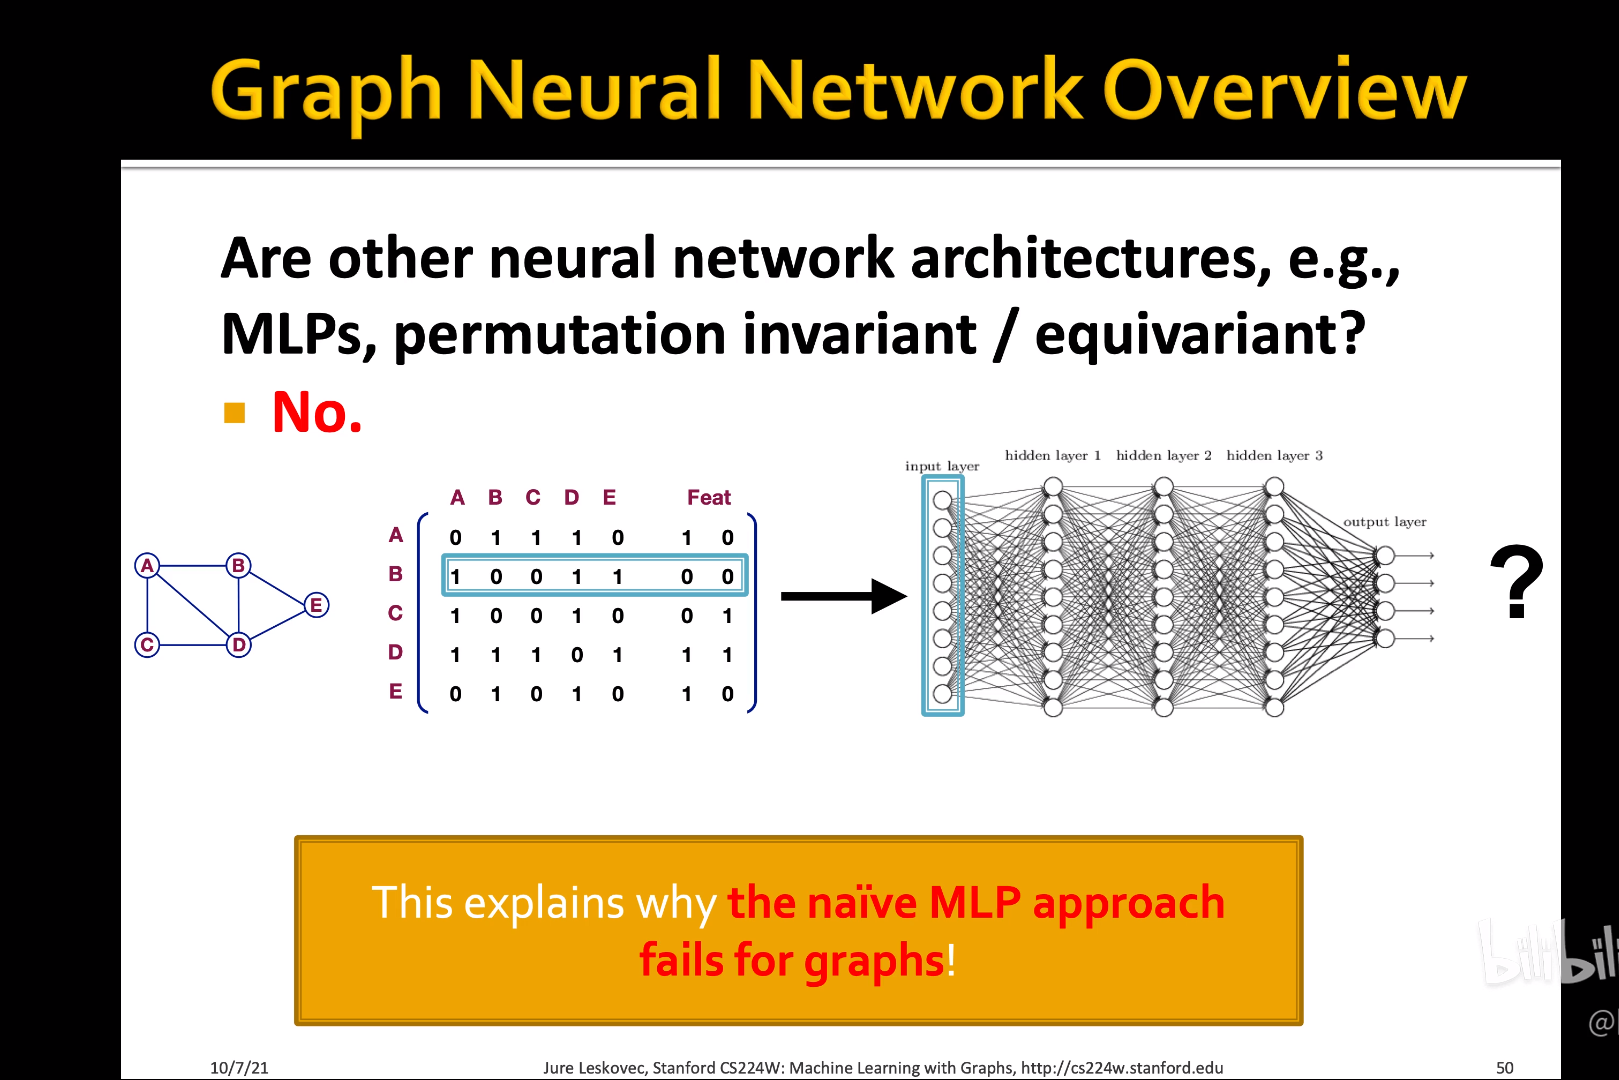 Graph Neural Network Overview
Are other neural network architectures, e.g.,
MLPs, permutation invariant / equivariant?
No.
A B C D E Feat
A 0 1 1 1 0 1 0
B 1 0 0 1 1 0 0
C 1 0 0 1 0 0 1
D 1 1 1 0 1 1 1
E 0 1 0 1 0 1 0
A B
E
C D
input layer hidden layer 1 hidden layer 2 hidden layer 3
output layer
?
This explains why the naïve MLP approach
fails for graphs!
10/7/21 Jure Leskovec, Stanford CS224W: Machine Learning with Graphs, http://cs224w.stanford.edu 50